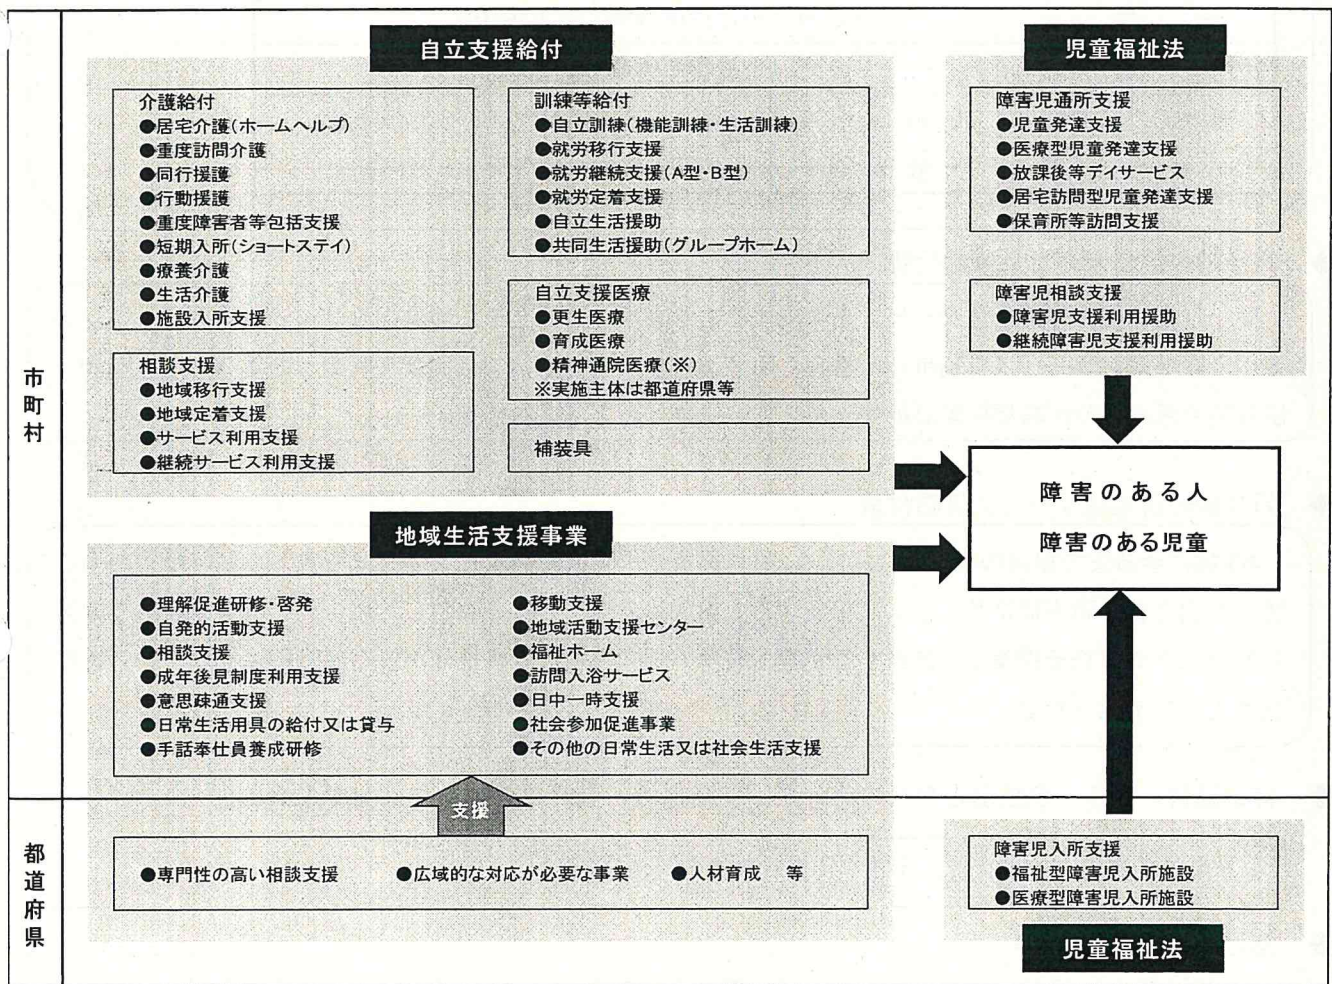 市町村
自立支援給付
介護給付
●居宅介護(ホームヘルプ)
●重度訪問介護
●同行援護
●行動援護
●重度障害者等包括支援
●短期入所(ショートステイ)
●療養介護
●生活介護
●施設入所支援
相談支援
●地域移行支援
●地域定着支援
●サービス利用支援
●継続サービス利用支援
訓練等給付
●自立訓練(機能訓練・生活訓練)
●就労移行支援
●就労継続支援(A型・B型)
●就労定着支援
●自立生活援助
●共同生活援助(グループホーム)
自立支援医療
●更生医療
●育成医療
●精神通院医療(※)
※実施主体は都道府県等
補装具
児童福祉法
障害児通所支援
●児童発達支援
●医療型児童発達支援
●放課後等デイサービス
●居宅訪問型児童発達支援
●保育所等訪問支援
障害児相談支援
●障害児支援利用援助
●継続障害児支援利用援助
障害のある人
障害のある児童
地域生活支援事業
●理解促進研修・啓発
●自発的活動支援
●相談支援
●成年後見制度利用支援
●意思疎通支援
●日常生活用具の給付又は貸与
●手話奉仕員養成研修
●移動支援
●地域活動支援センター
●福祉ホーム
●訪問入浴サービス
●日中一時支援
●社会参加促進事業
●その他の日常生活又は社会生活支援
都道府県
支援
●専門性の高い相談支援 ●広域的な対応が必要な事業 ●人材育成 等
障害児入所支援
●福祉型障害児入所施設
●医療型障害児入所施設
児童福祉法